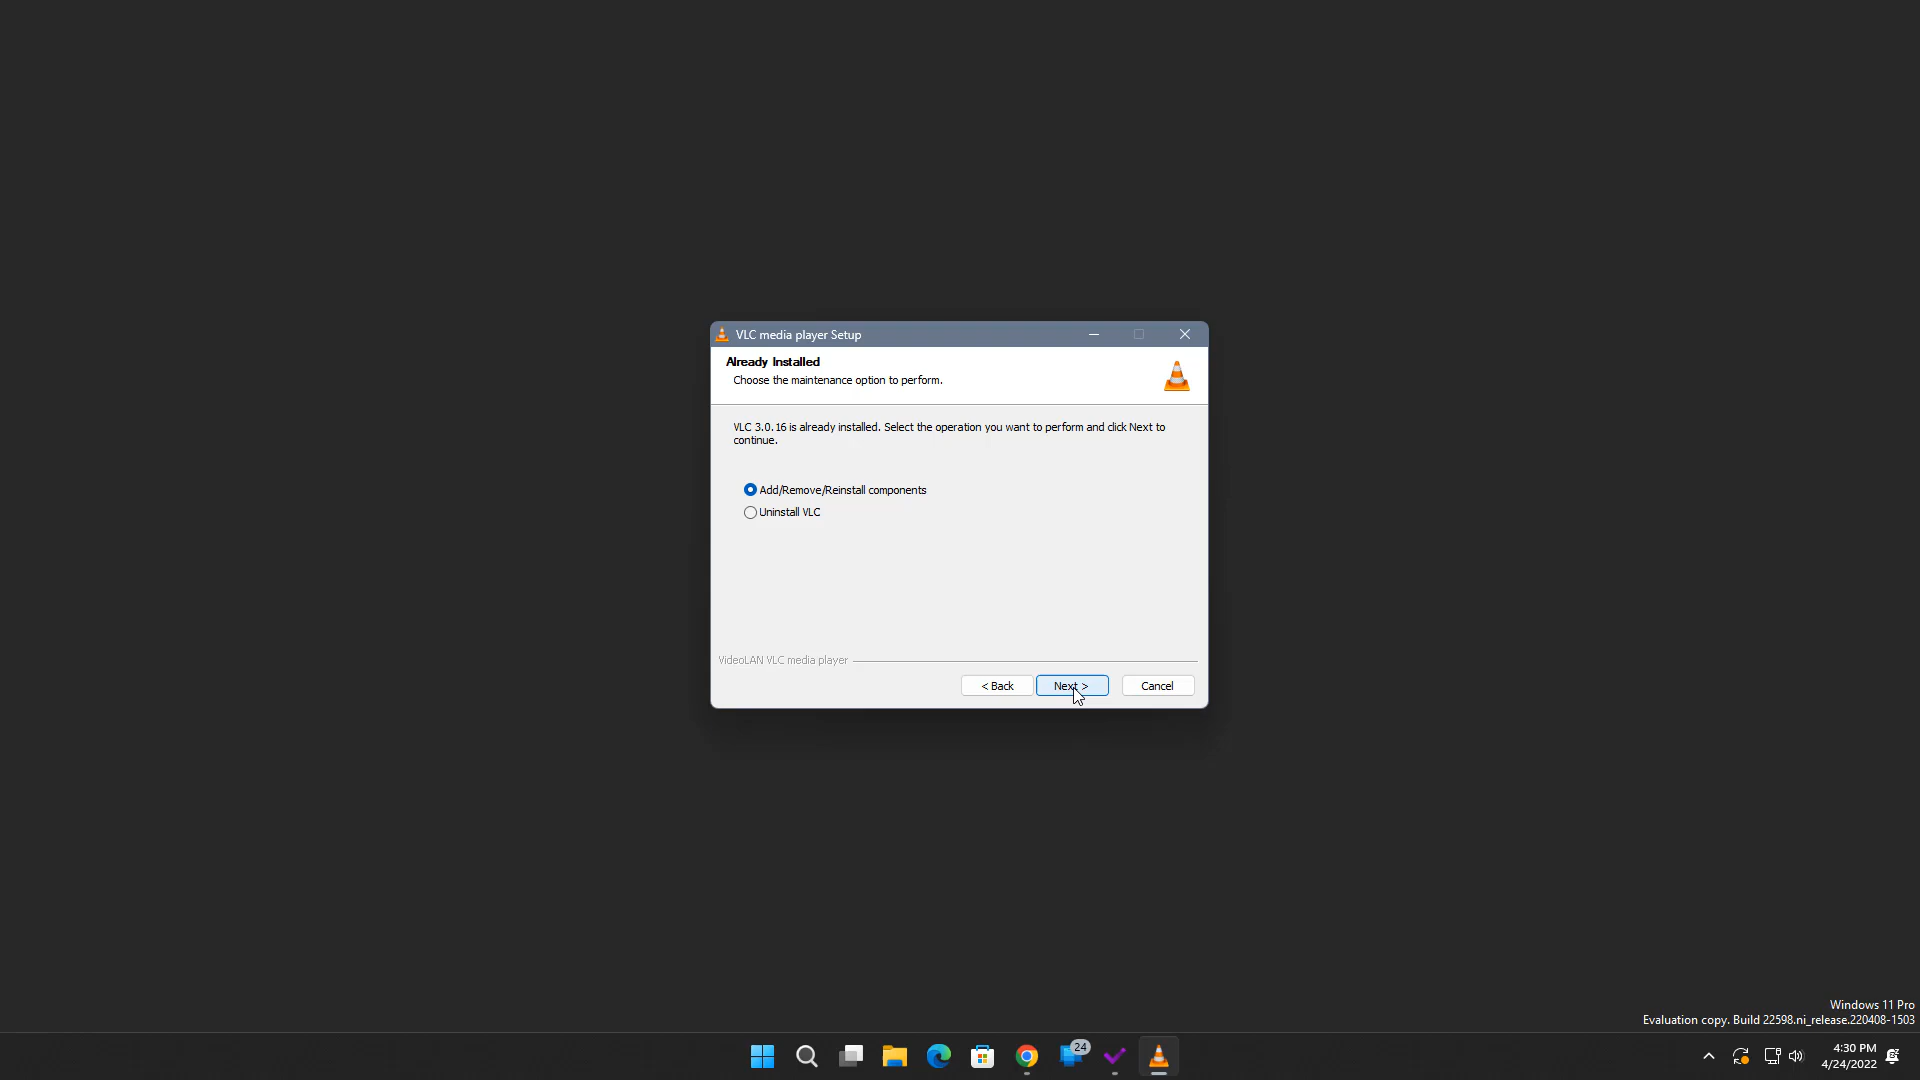 VLC media player Setup
Already Installed
Choose the maintenance option to perform.
VLC 3.0.16 is already installed. Select the operation you want to perform and click Next to
continue.
Add/Remove/Reinstall components
Uninstall VLC
VideoLAN VLC media player
< Back
Next >
Cancel
Windows 11 Pro
Evaluation copy. Build 22598.ni_release.220408-1503
24
4:30 PM
4/24/2022